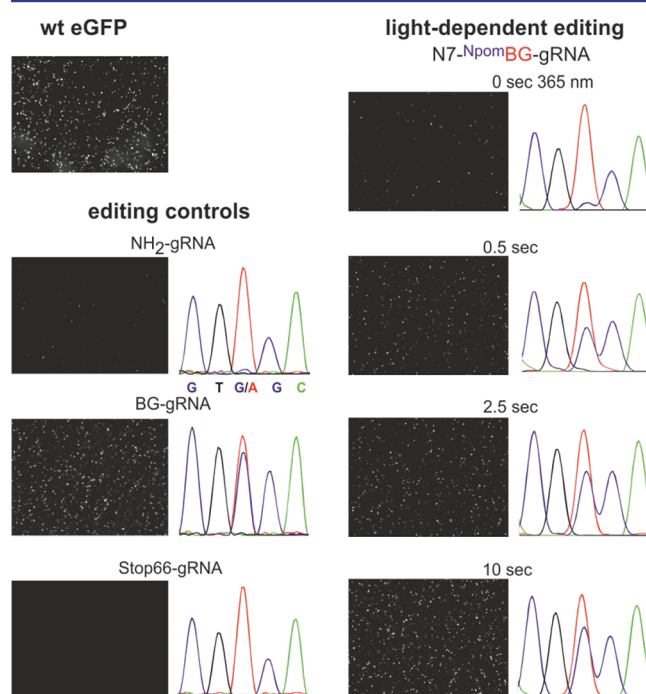 wt eGFP
editing controls
NH2-gRNA
G T G/A G C
BG-gRNA
Stop66-gRNA
light-dependent editing
N7-NpomBG-gRNA
0 sec 365 nm
0.5 sec
2.5 sec
10 sec